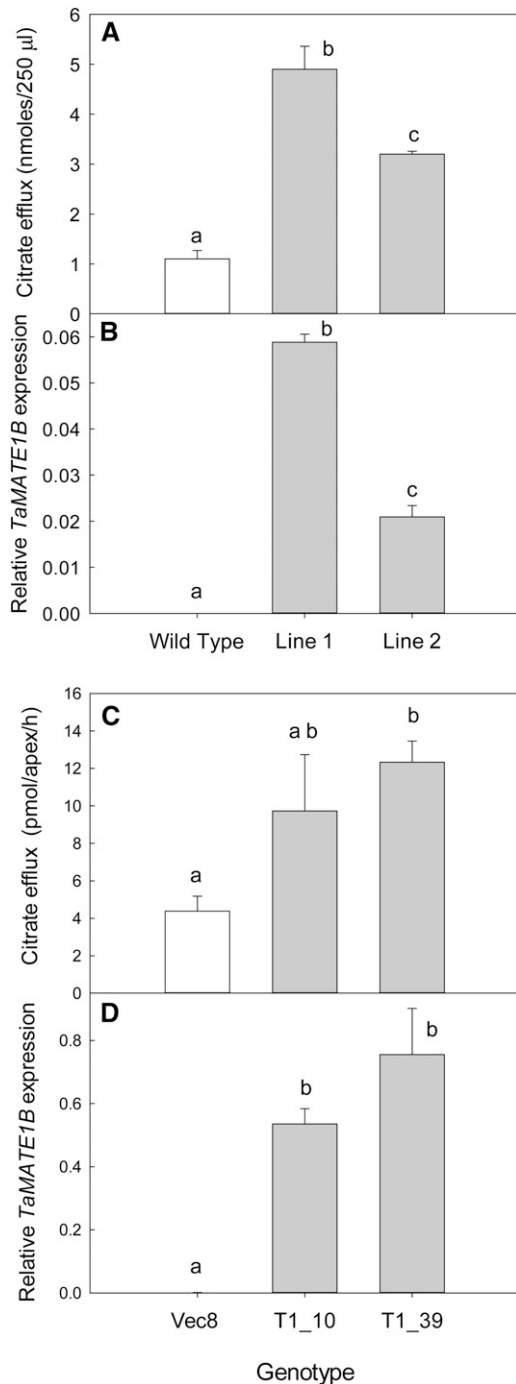 A
Citrate efflux (nmoles/250 µl)
6
5
4
3
2
1
0
a
b
c
B
Relative TaMATE1B expression
0.06
0.05
0.04
0.03
0.02
0.01
0.00
a
b
c
Wild Type Line 1 Line 2
C
Citrate efflux (pmol/apex/h)
16
14
12
10
8
6
4
2
0
a
a b
b
D
Relative TaMATE1B expression
0.8
0.6
0.4
0.2
0.0
a
b
b
Vec8 T1_10 T1_39
Genotype